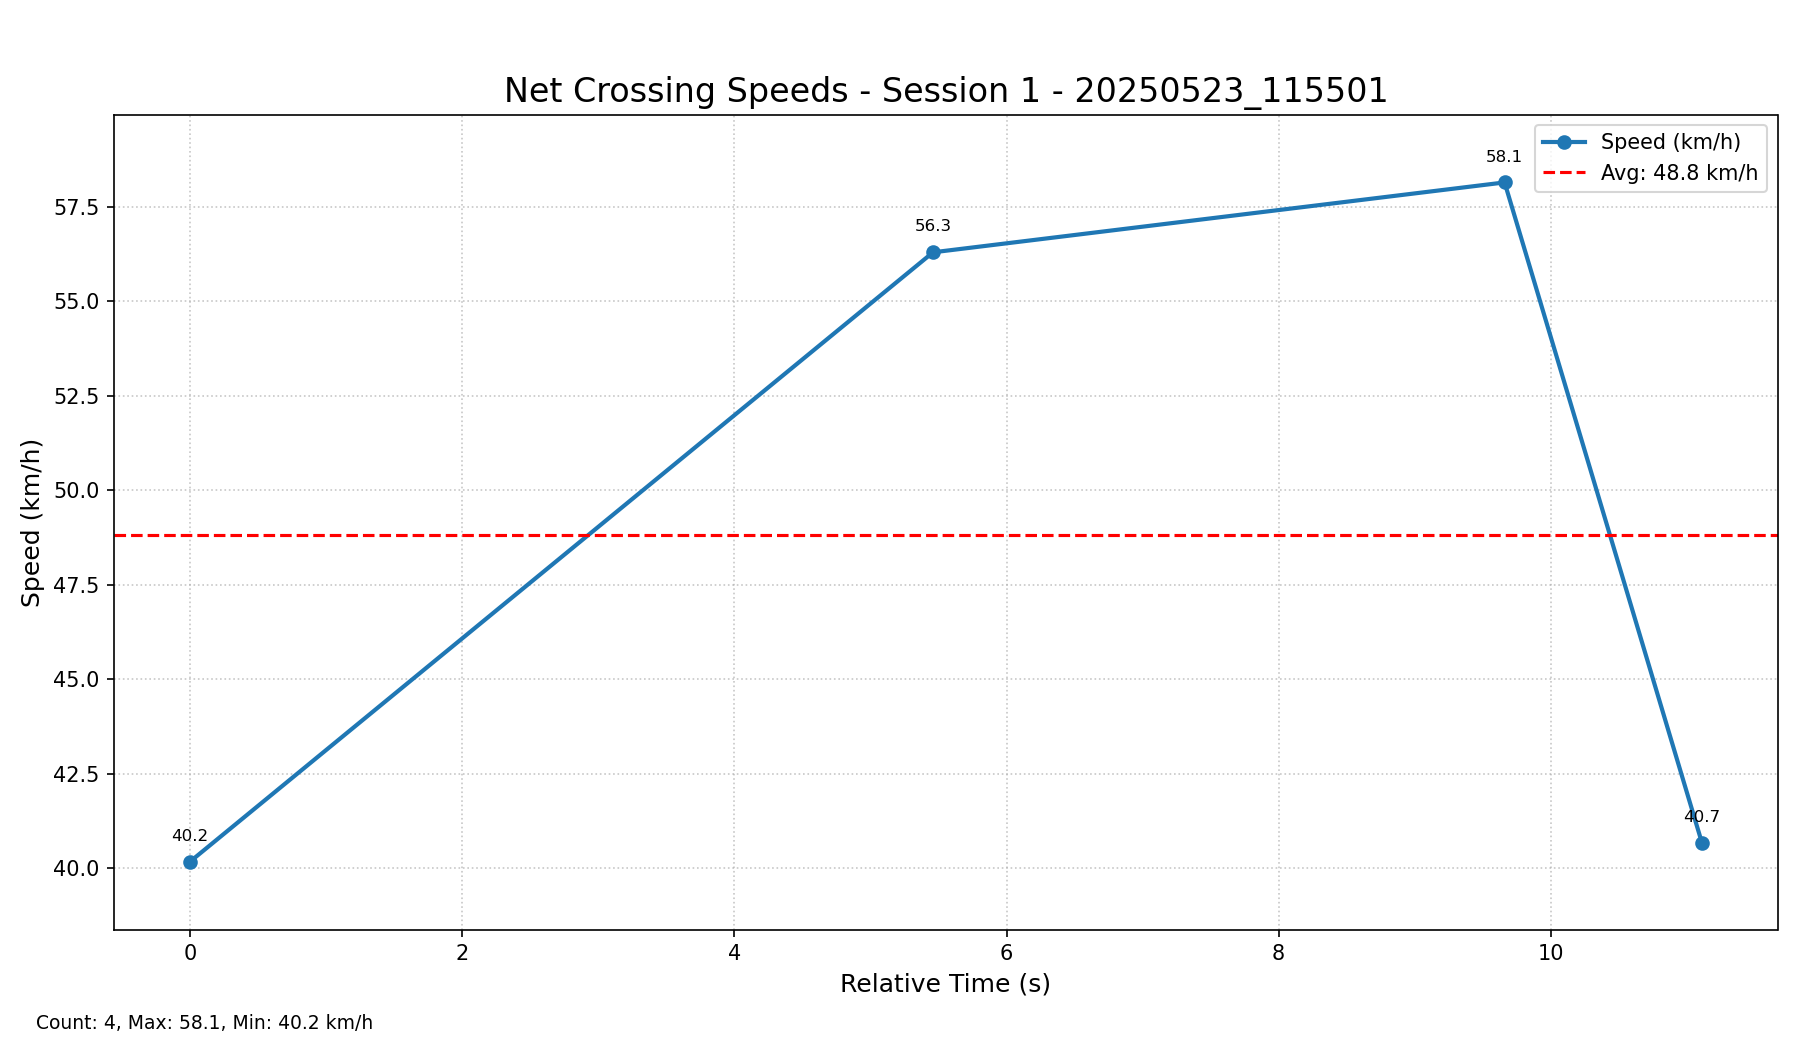 Net Crossing Speeds - Session 1 - 20250523_115501
Speed (km/h)
Avg: 48.8 km/h
58.1
56.3
40.7
40.2
57.5
55.0
52.5
50.0
47.5
45.0
42.5
40.0
Speed (km/h)
0 2 4 6 8 10
Relative Time (s)
Count: 4, Max: 58.1, Min: 40.2 km/h